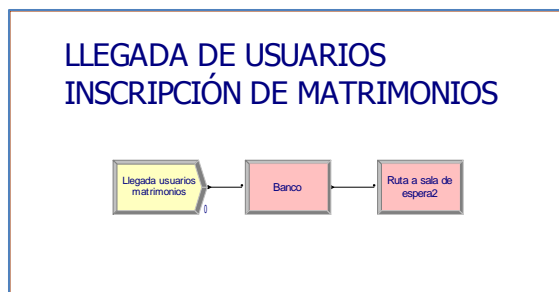 LLEGADA DE USUARIOS
INSCRIPCIÓN DE MATRIMONIOS
Llegada usuarios
matrimonios
0
Banco
Ruta a sala de
espera2